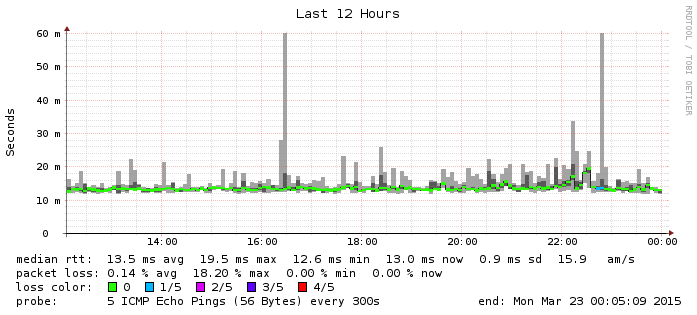 Last 12 Hours
RRDTOOL / TOBI OETIKER
Seconds
60 m
50 m
40 m
30 m
20 m
10 m
0
14:00 16:00 18:00 20:00 22:00 00:00
median rtt: 13.5 ms avg 19.5 ms max 12.6 ms min 13.0 ms now 0.9 ms sd 15.9 am/s
packet loss: 0.14 % avg 18.20 % max 0.00 % min 0.00 % now
loss color: 0 1/5 2/5 3/5 4/5
probe: 5 ICMP Echo Pings (56 Bytes) every 300s end: Mon Mar 23 00:05:09 2015